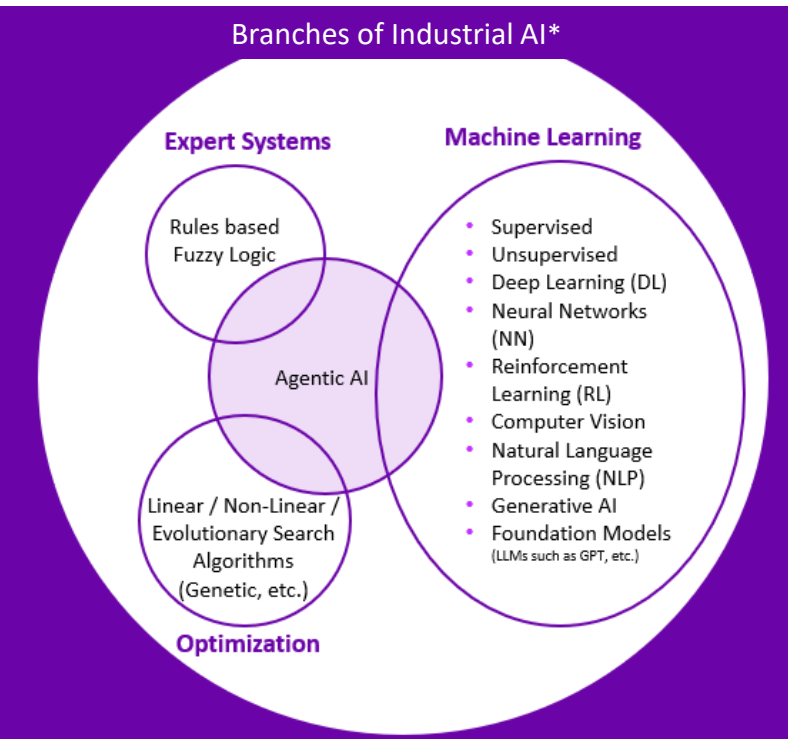 Branches of Industrial AI*
Expert Systems
Rules based
Fuzzy Logic
Agentic AI
Linear / Non-Linear /
Evolutionary Search
Algorithms
(Genetic, etc.)
Optimization
Machine Learning
• Supervised
• Unsupervised
• Deep Learning (DL)
• Neural Networks
(NN)
• Reinforcement
Learning (RL)
• Computer Vision
• Natural Language
Processing (NLP)
• Generative AI
• Foundation Models
(LLMs such as GPT, etc.)